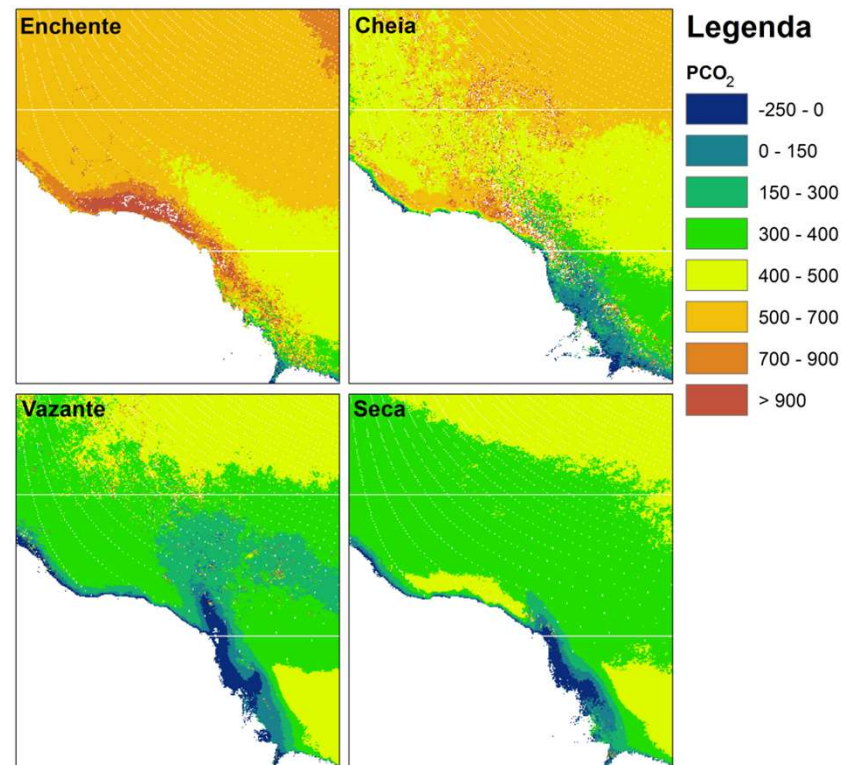 Enchente
Cheia
Vazante
Seca
Legenda
PCO₂
-250 - 0
0 - 150
150 - 300
300 - 400
400 - 500
500 - 700
700 - 900
> 900